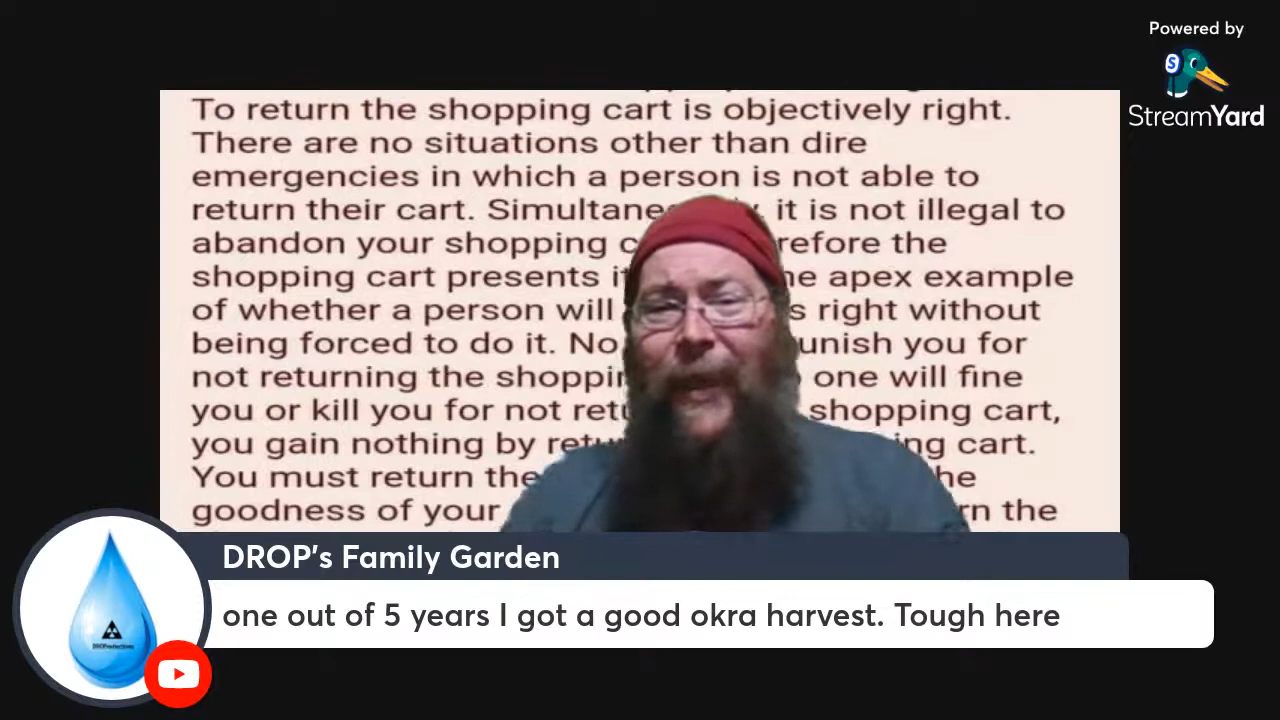 Powered by
StreamYard
To return the shopping cart is objectively right.
There are no situations other than dire
emergencies in which a person is not able to
return their cart. it is not illegal to
abandon your shopping the
shopping cart presents apex example
of whether a person will right without
being forced to do it. No you for
not returning the one will fine
you or kill you for not shopping cart,
you gain nothing by cart.
You must return the
goodness of your the
DROP's Family Garden
one out of 5 years I got a good okra harvest. Tough here